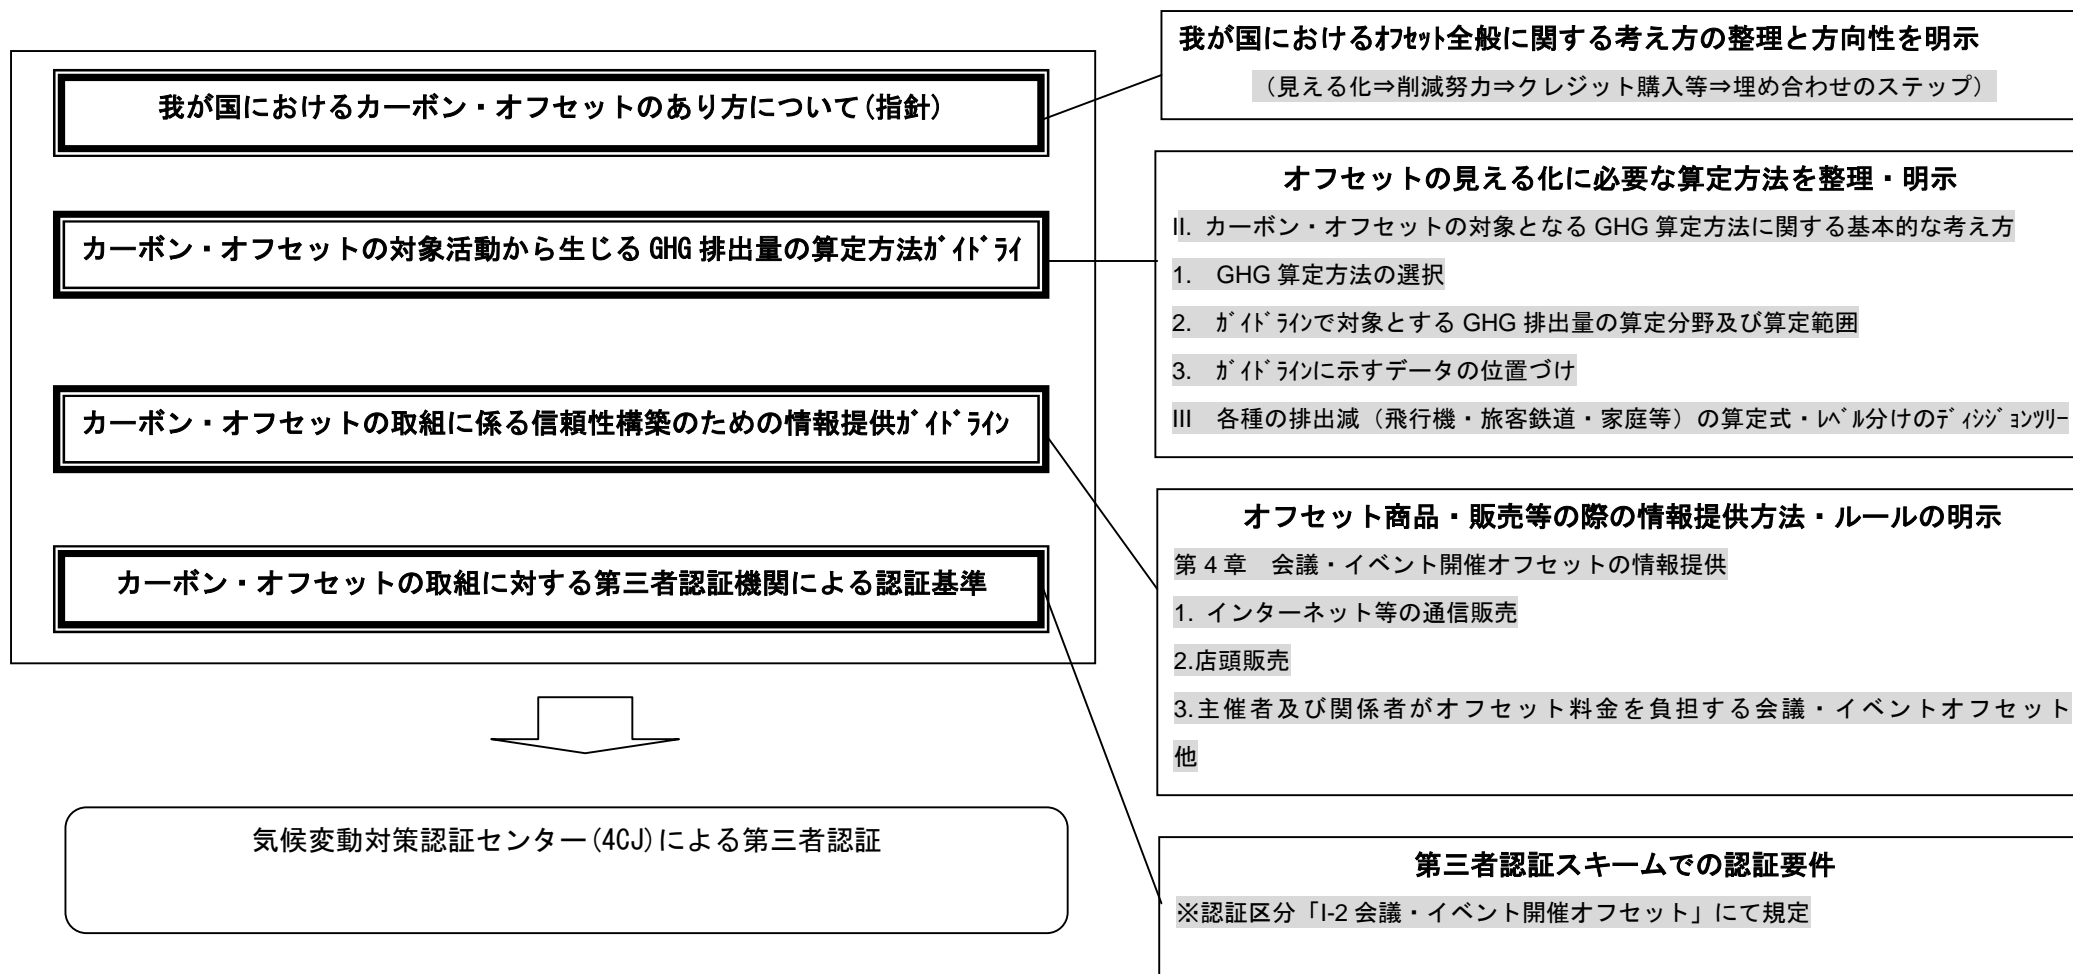 我が国におけるカーボン・オフセットのあり方について(指針)
カーボン・オフセットの対象活動から生じる GHG 排出量の算定方法ｶﾞｲﾄﾞﾗｲ
カーボン・オフセットの取組に係る信頼性構築のための情報提供ｶﾞｲﾄﾞﾗｲﾝ
カーボン・オフセットの取組に対する第三者認証機関による認証基準
気候変動対策認証センター(4CJ)による第三者認証
我が国におけるｵﾌｾｯﾄ全般に関する考え方の整理と方向性を明示
（見える化⇒削減努力⇒クレジット購入等⇒埋め合わせのステップ）
オフセットの見える化に必要な算定方法を整理・明示
II. カーボン・オフセットの対象となる GHG 算定方法に関する基本的な考え方
1. GHG 算定方法の選択
2. ｶﾞｲﾄﾞﾗｲﾝで対象とする GHG 排出量の算定分野及び算定範囲
3. ｶﾞｲﾄﾞﾗｲﾝに示すデータの位置づけ
III 各種の排出減（飛行機・旅客鉄道・家庭等）の算定式・ﾚﾍﾞﾙ分けのﾃﾞｨｼｼﾞｮﾝﾂﾘｰ
オフセット商品・販売等の際の情報提供方法・ルールの明示
第 4 章　会議・イベント開催オフセットの情報提供
1. インターネット等の通信販売
2.店頭販売
3.主催者及び関係者がオフセット料金を負担する会議・イベントオフセット
他
第三者認証スキームでの認証要件
※認証区分「I-2 会議・イベント開催オフセット」にて規定